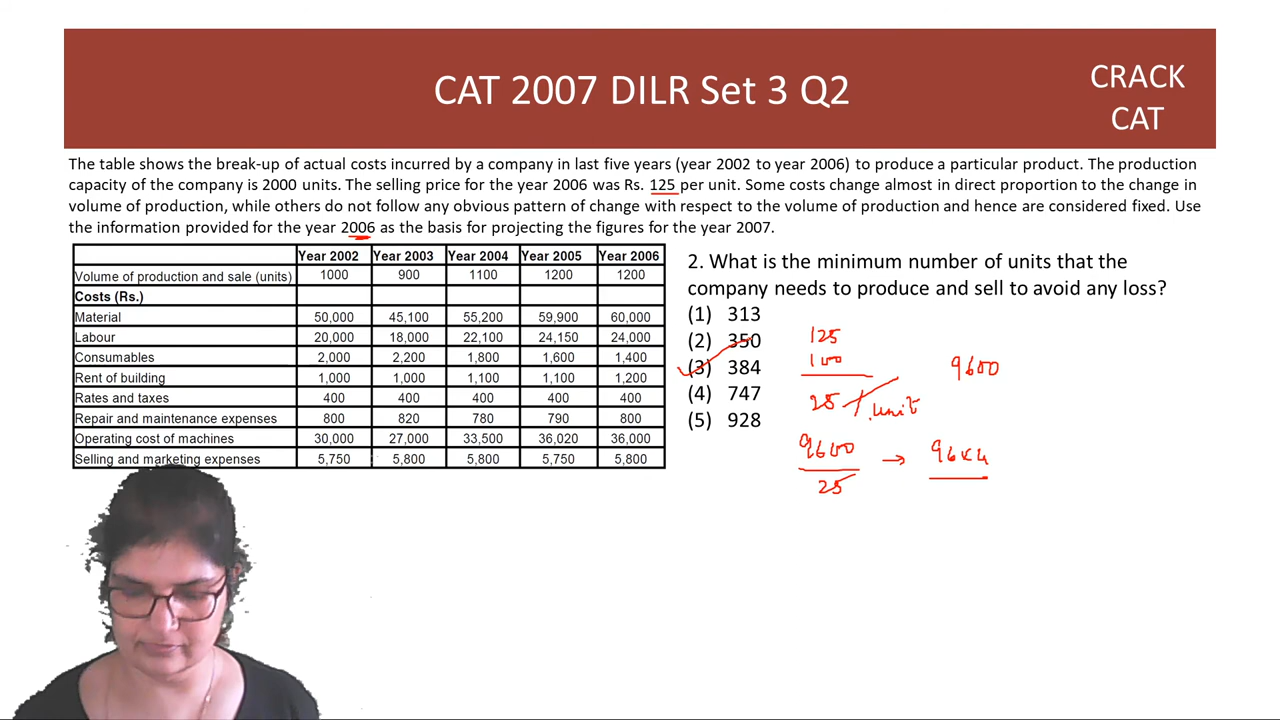 CAT 2007 DILR Set 3 Q2
CRACK
CAT
The table shows the break-up of actual costs incurred by a company in last five years (year 2002 to year 2006) to produce a particular product. The production
capacity of the company is 2000 units. The selling price for the year 2006 was Rs. 125 per unit. Some costs change almost in direct proportion to the change in
volume of production, while others do not follow any obvious pattern of change with respect to the volume of production and hence are considered fixed. Use
the information provided for the year 2006 as the basis for projecting the figures for the year 2007.
Year 2002 Year 2003 Year 2004 Year 2005 Year 2006
Volume of production and sale (units) 1000 900 1100 1200 1200
Costs (Rs.)
Material 50,000 45,100 55,200 59,900 60,000
Labour 20,000 18,000 22,100 24,150 24,000
Consumables 2,000 2,200 1,800 1,600 1,400
Rent of building 1,000 1,000 1,100 1,100 1,200
Rates and taxes 400 400 400 400 400
Repair and maintenance expenses 800 820 780 790 800
Operating cost of machines 30,000 27,000 33,500 36,020 36,000
Selling and marketing expenses 5,750 5,800 5,800 5,750 5,800
2. What is the minimum number of units that the
company needs to produce and sell to avoid any loss?
(1) 313
(2) 350
(3) 384
(4) 747
(5) 928
125
100
25 / unit
9600
9600
25
→ 96x4